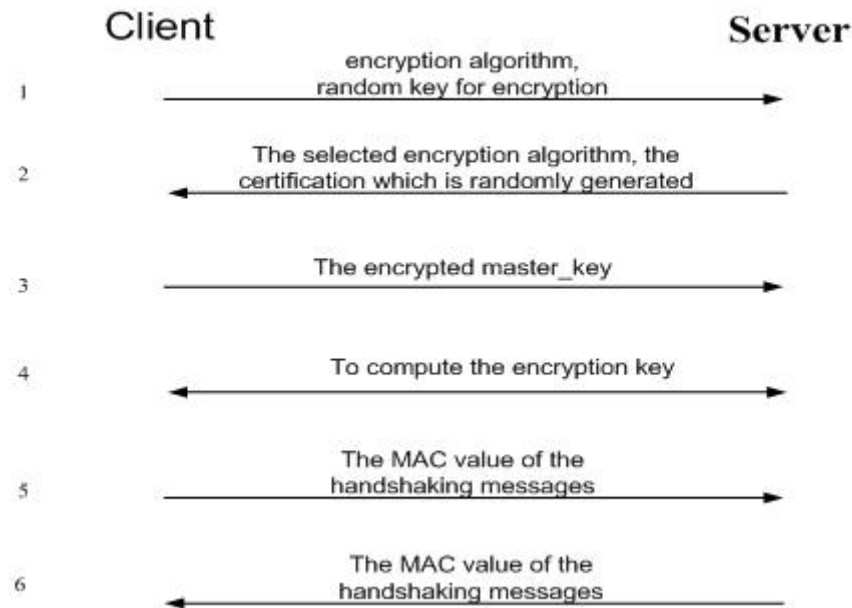 Client
Server
1
encryption algorithm,
random key for encryption
2
The selected encryption algorithm, the
certification which is randomly generated
3
The encrypted master_key
4
To compute the encryption key
5
The MAC value of the
handshaking messages
6
The MAC value of the
handshaking messages